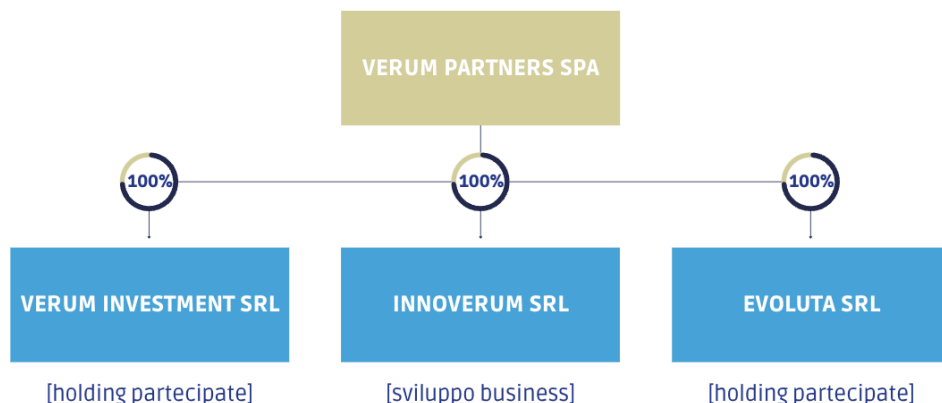 VERUM PARTNERS SPA
100%
100%
100%
VERUM INVESTMENT SRL
INNOVERUM SRL
EVOLUTA SRL
[holding partecipate]
[sviluppo business]
[holding partecipate]